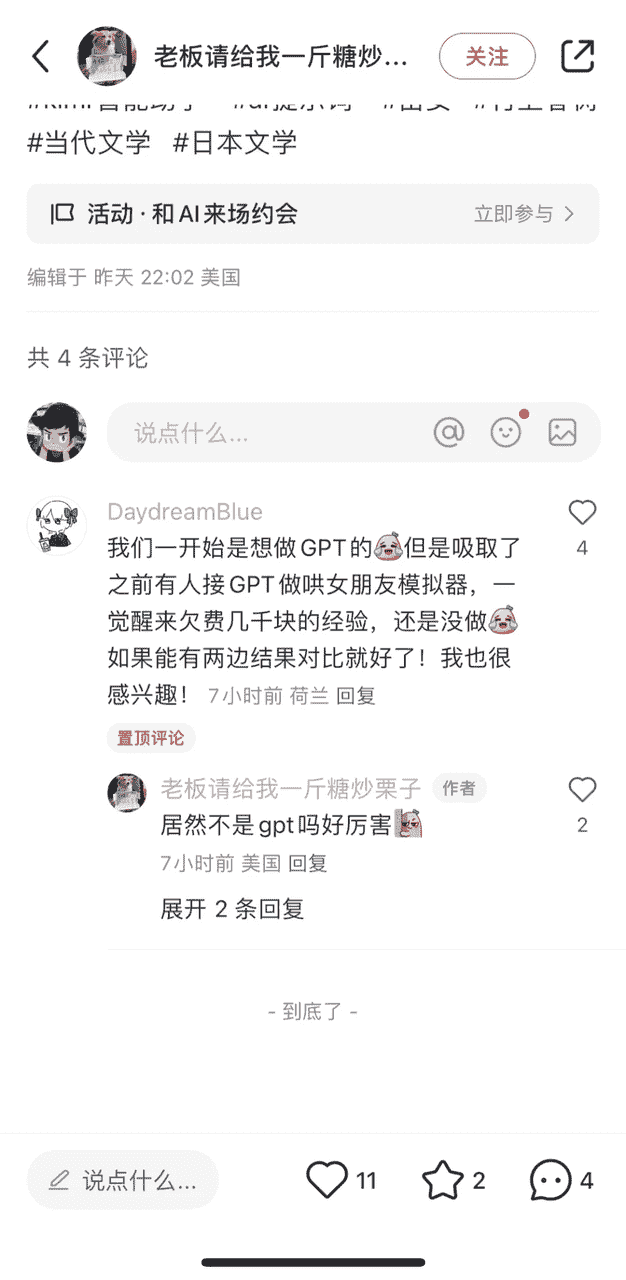 老板请给我一斤糖炒...
关注
#当代文学 #日本文学
活动 · 和AI来场约会
立即参与
编辑于 昨天 22:02 美国
共 4 条评论
说点什么...
DaydreamBlue
我们一开始是想做GPT的但是吸取了
之前有人接GPT做哄女朋友模拟器，一
觉醒来欠费几千块的经验，还是没做
如果能有两边结果对比就好了！我也很
感兴趣！ 7小时前 荷兰 回复
4
置顶评论
老板请给我一斤糖炒栗子 作者
居然不是gpt吗好厉害
7小时前 美国 回复
2
展开 2 条回复
- 到底了 -
说点什么...
11
2
4